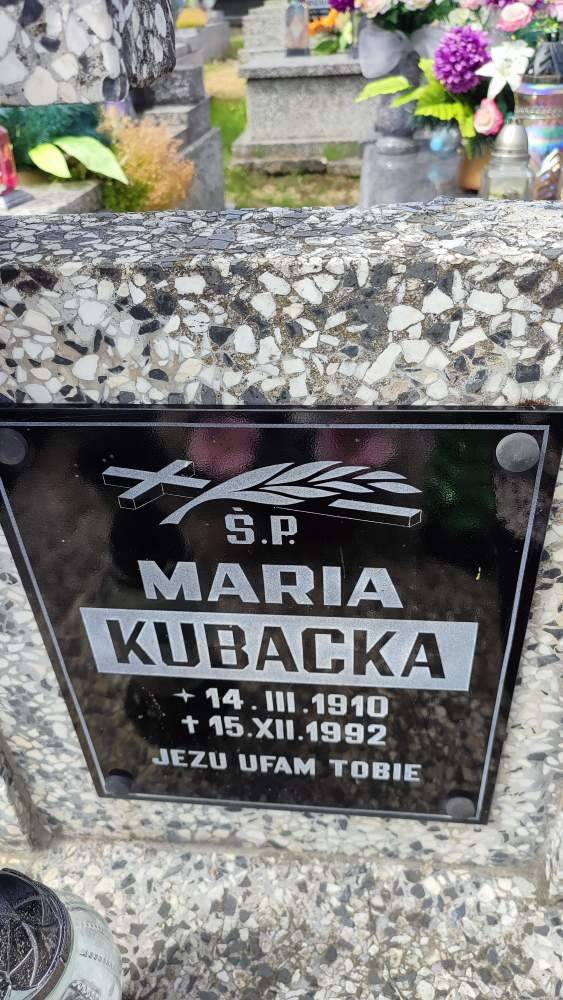 Ś.P.
MARIA
KUBACKA
14.III.1910
✝ 15.XII.1992
JEZU UFAM TOBIE